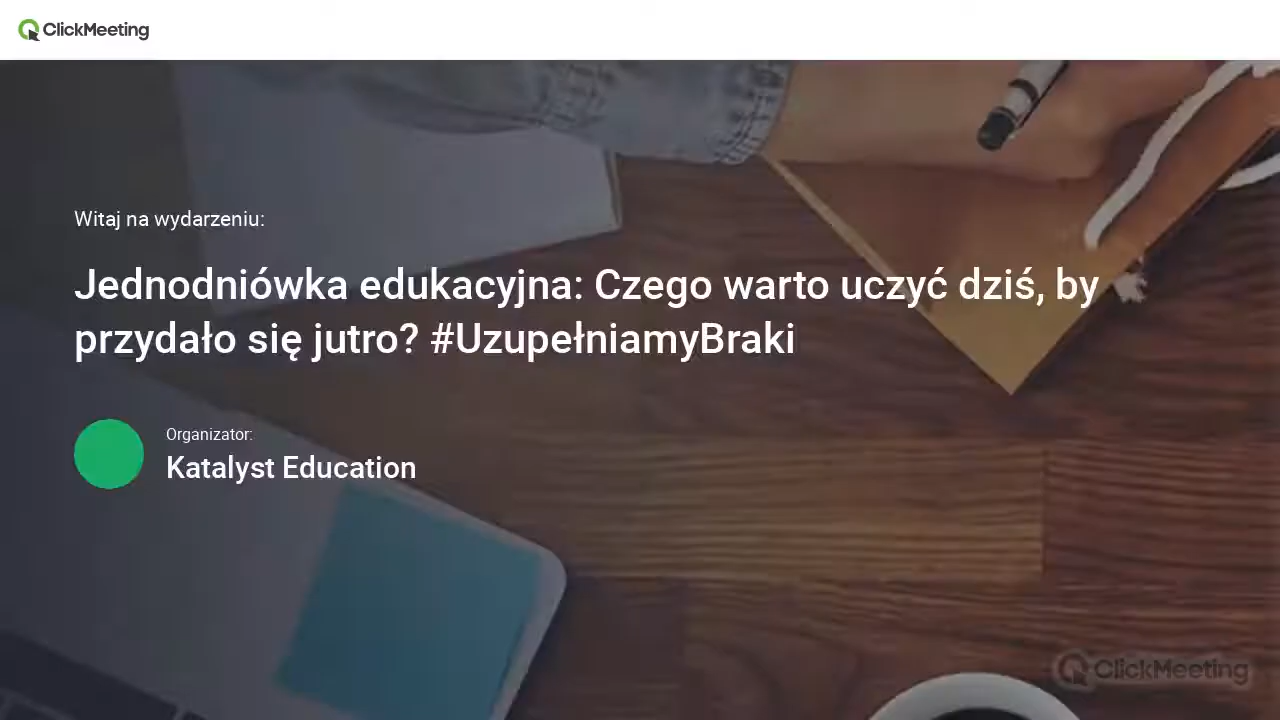 ClickMeeting
Witaj na wydarzeniu:
Jednodniówka edukacyjna: Czego warto uczyć dziś, by
przydało się jutro? #UzupełniamyBraki
Organizator:
Katalyst Education
ClickMeeting